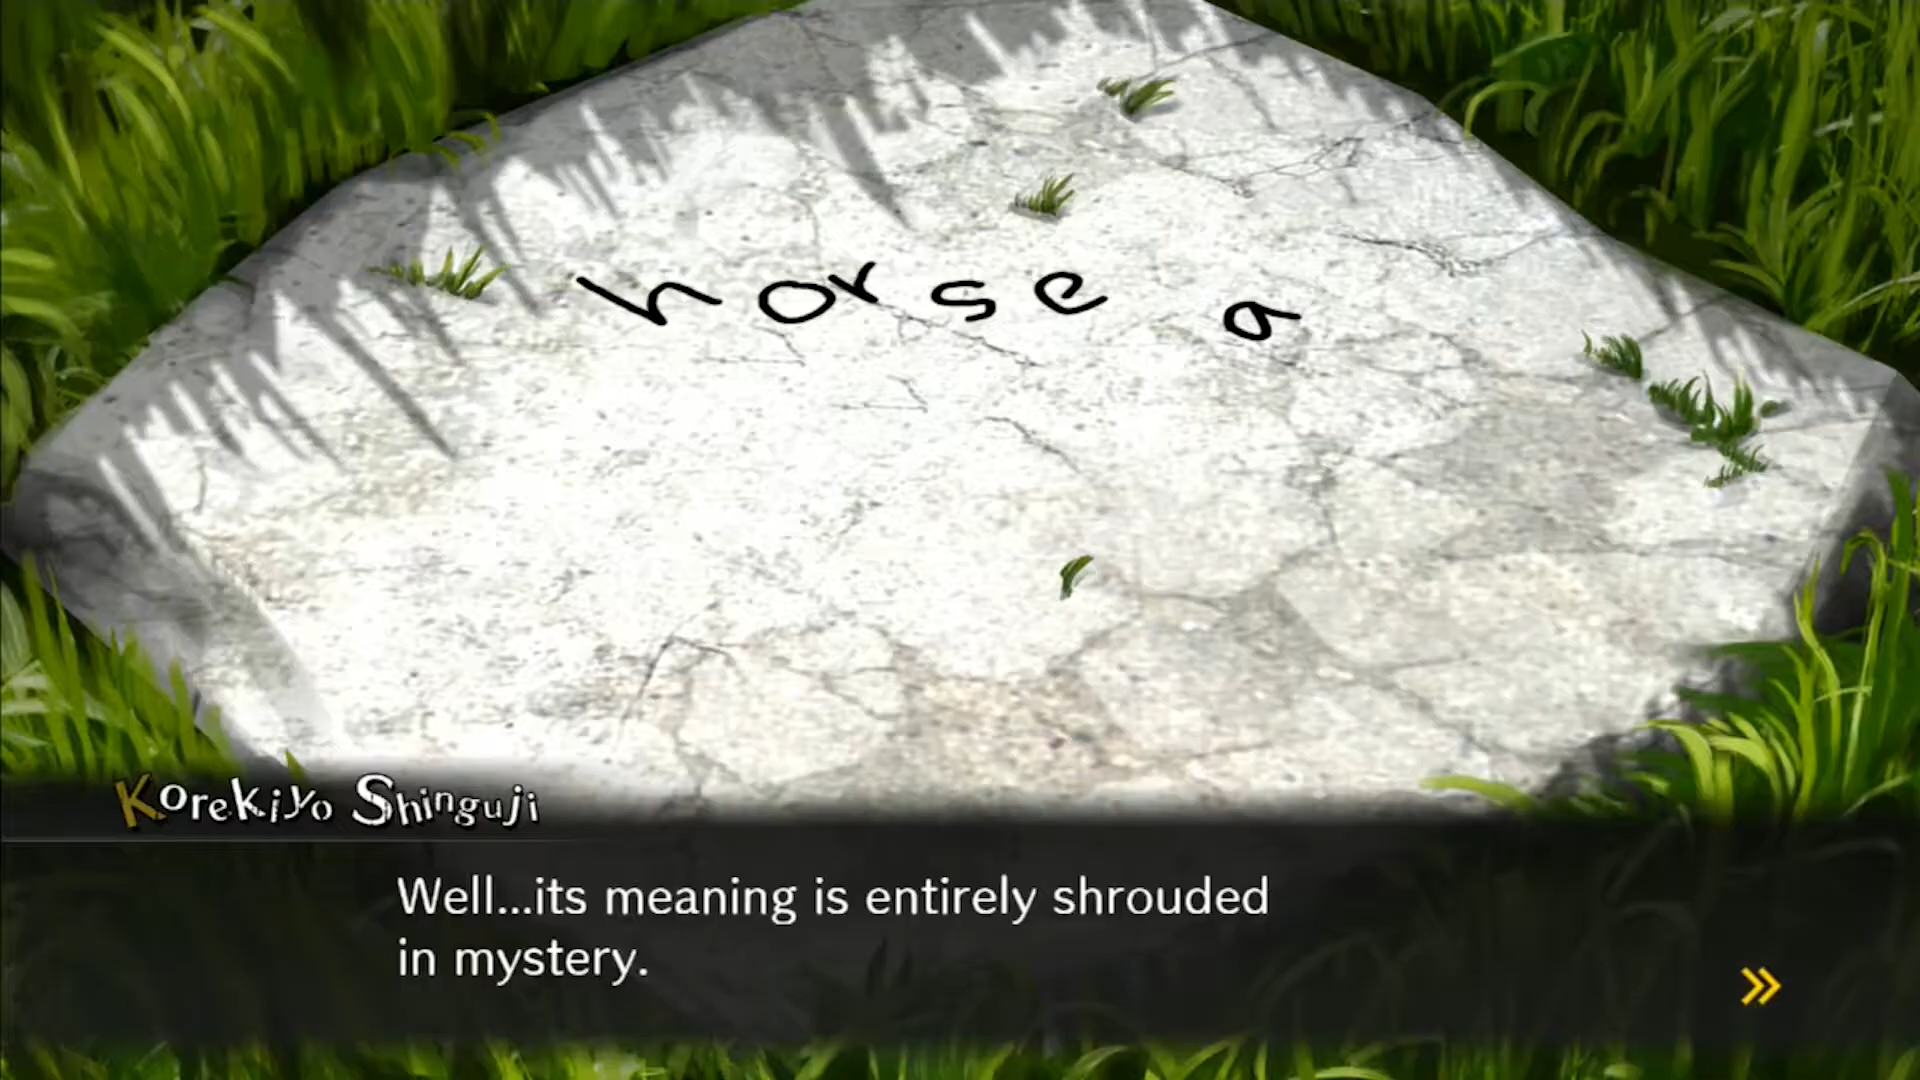 horse a
Korekiyo Shinguji
Well...its meaning is entirely shrouded
in mystery.